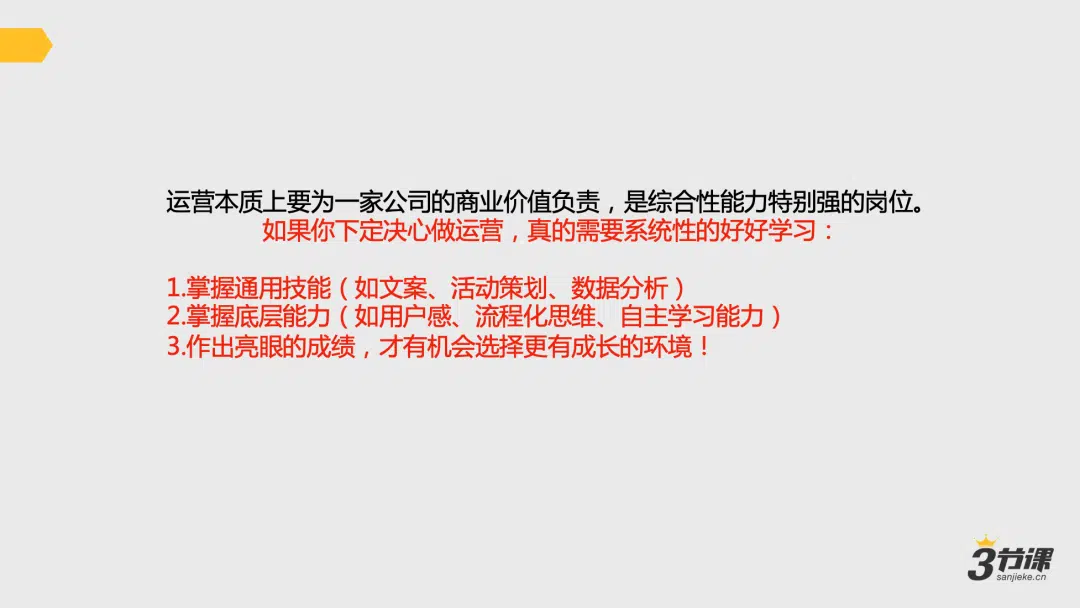 运营本质上要为一家公司的商业价值负责，是综合性能力特别强的岗位。
如果你下定决心做运营，真的需要系统性的好好学习：
1.掌握通用技能（如文案、活动策划、数据分析）
2.掌握底层能力（如用户感、流程化思维、自主学习能力）
3.作出亮眼的成绩，才有机会选择更有成长的环境！
3节课
sanjieke.cn